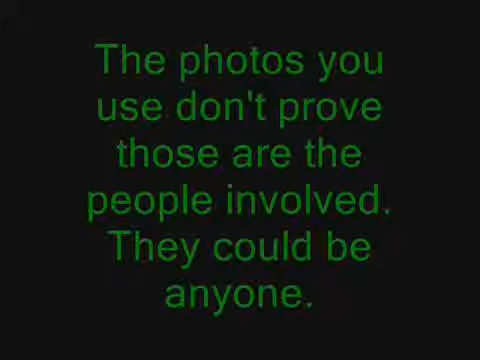 The photos you
use don't prove
those are the
people involved.
They could be
anyone.